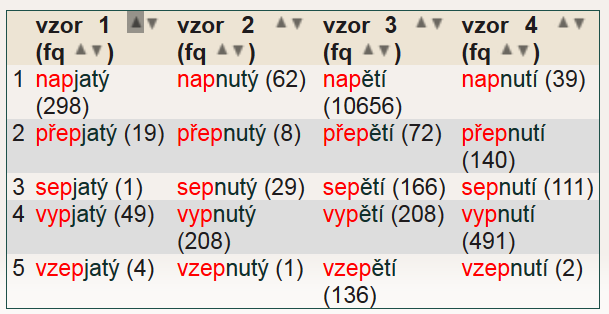 vzor 1 ▲▼ vzor 2 ▲▼ vzor 3 ▲▼ vzor 4 ▲▼
(fq ▲▼) (fq ▲▼) (fq ▲▼) (fq ▲▼)
1 napjatý napnutý (62) napětí napnutí (39)
(298) (10656)
2 přepjatý (19) přepnutý (8) přepětí (72) přepnutí
(140)
3 sepjatý (1) sepnutý (29) sepětí (166) sepnutí (111)
4 vypjatý (49) vypnutý vypětí (208) vypnutí
(208) (491)
5 vzepjatý (4) vzepnutý (1) vzepětí vzepnutí (2)
(136)